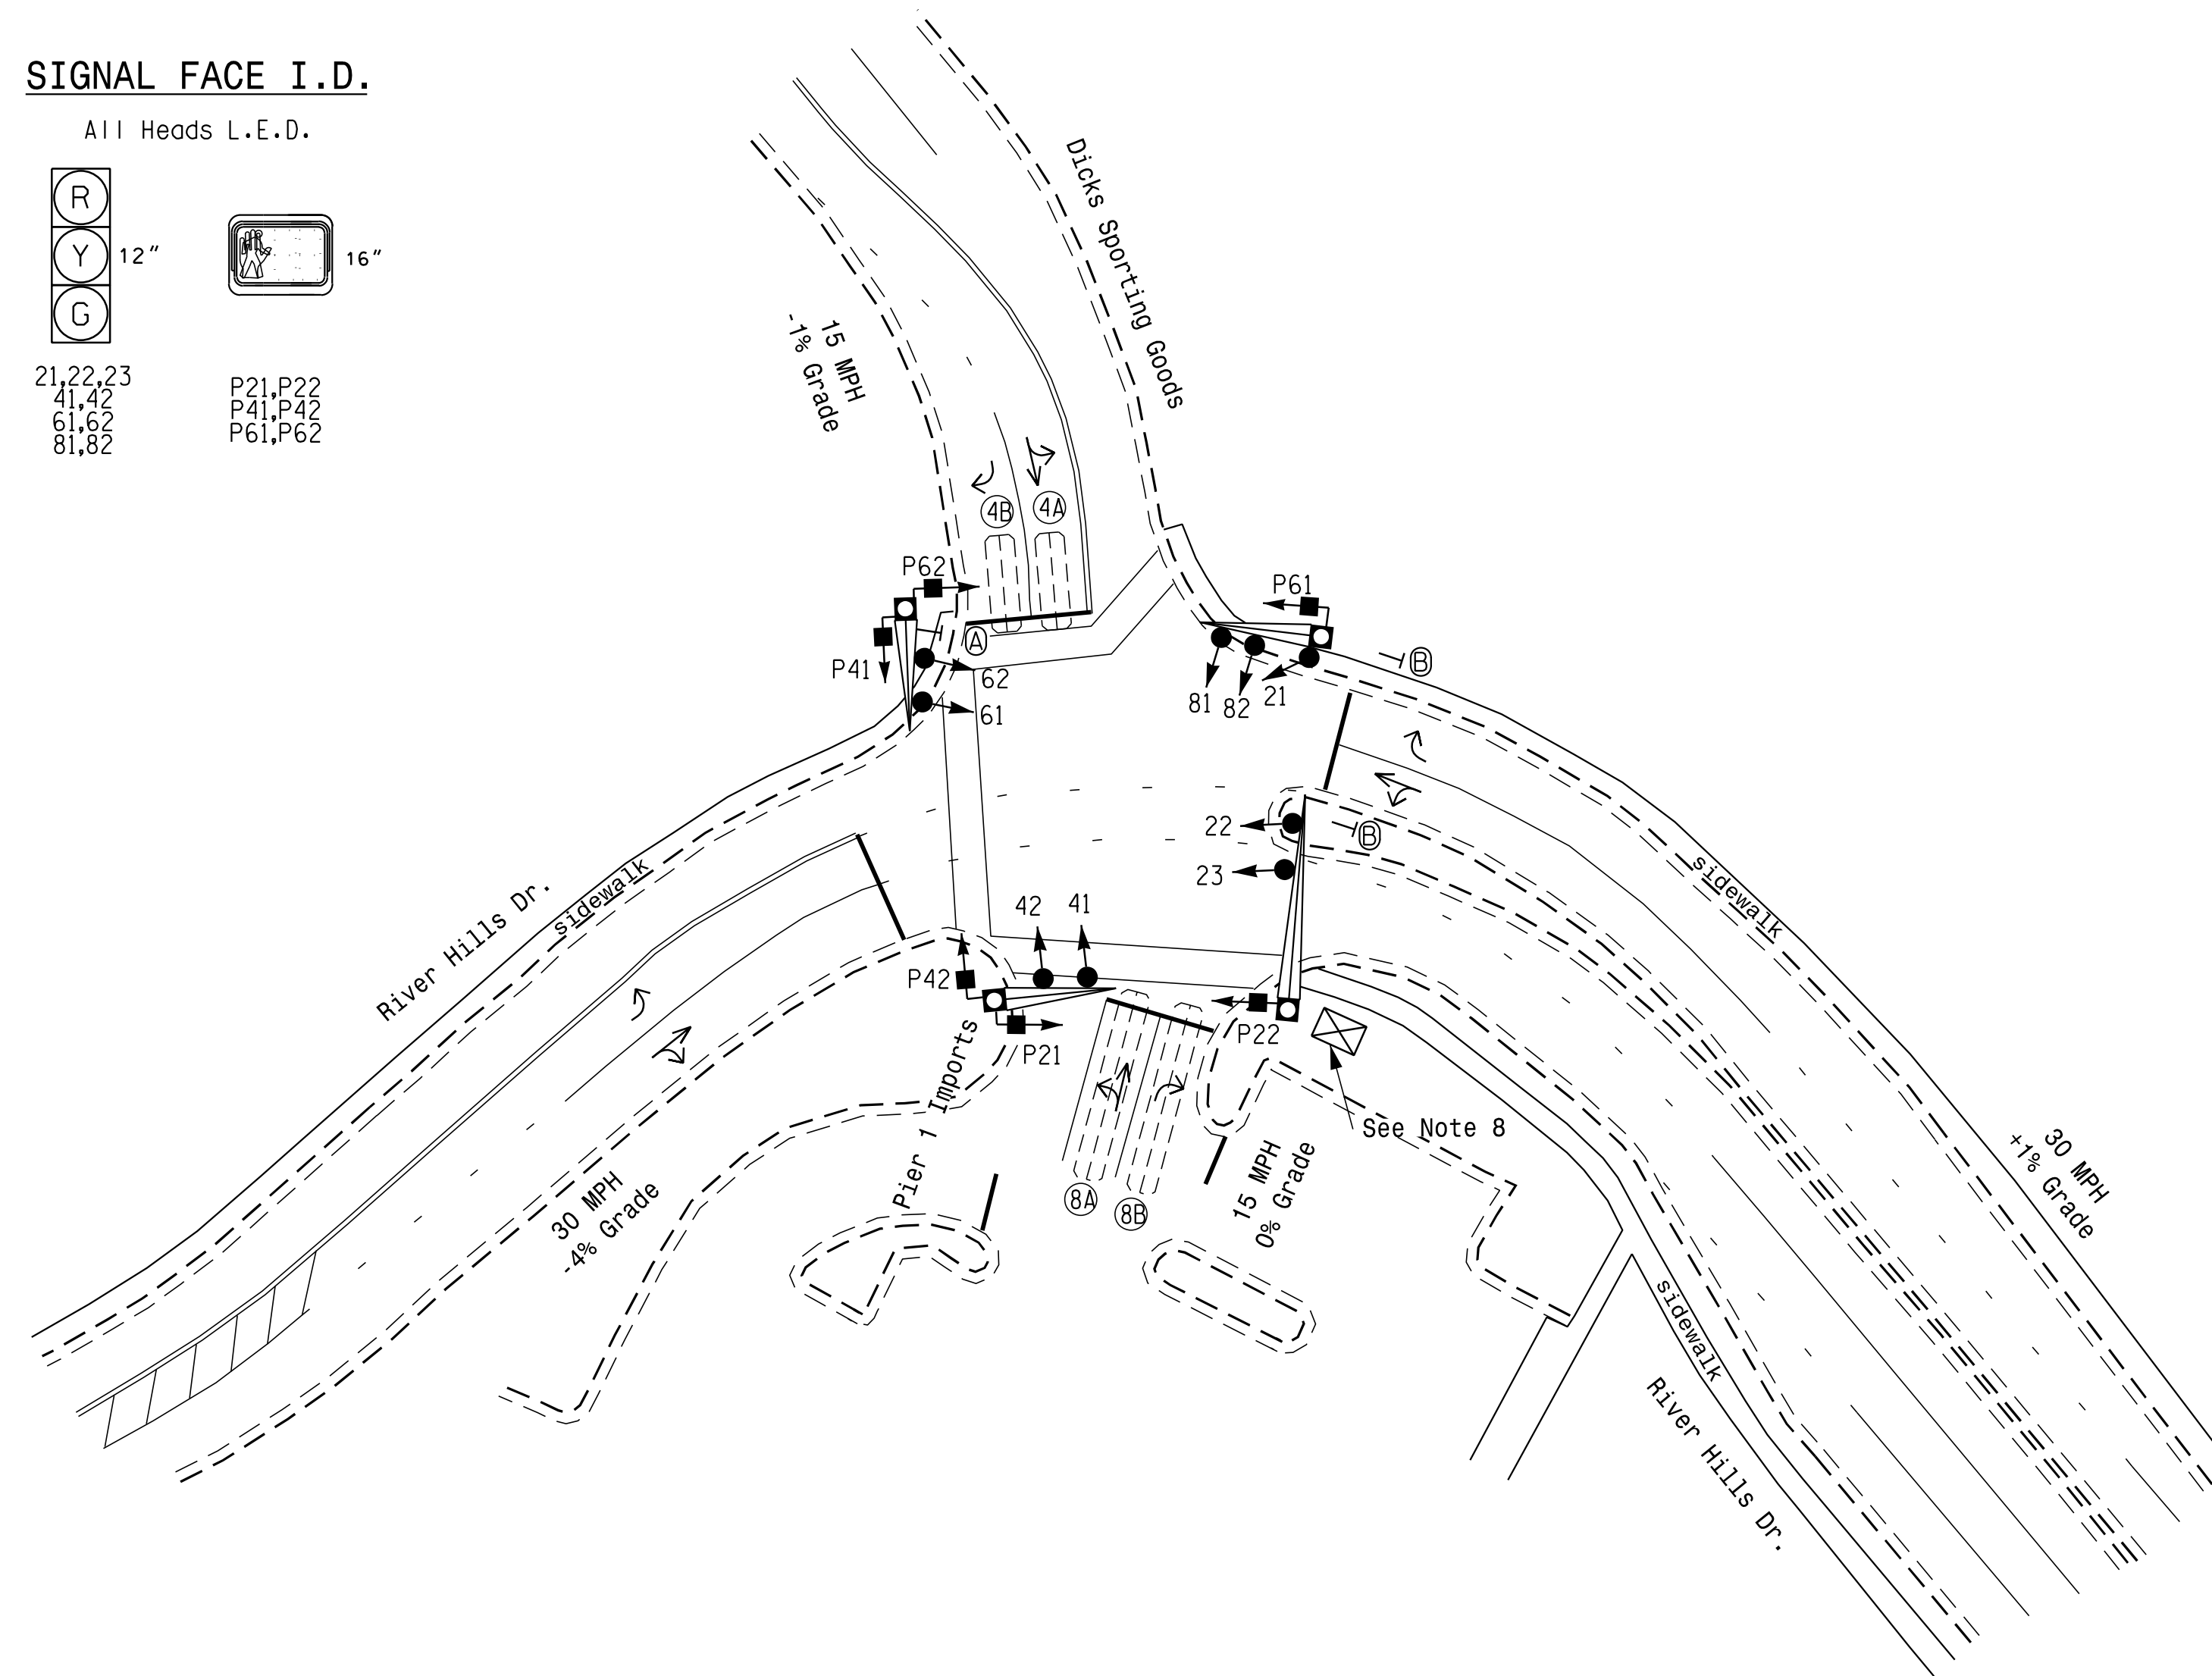 SIGNAL FACE I.D.
All Heads L.E.D.
R
Y
G
12"
16"
21,22,23
41,42
61,62
81,82
P21,P22
P41,P42
P61,P62
Dicks Sporting Goods
15 MPH
-1% Grade
4B
4A
P62
P41
A
62
61
P61
81
82
21
B
22
B
23
42
41
P42
P21
P22
River Hills Dr.
sidewalk
sidewalk
Pier 1 Imports
See Note 8
8A
8B
15 MPH
0% Grade
30 MPH
-4% Grade
30 MPH
+1% Grade
sidewalk
River Hills Dr.